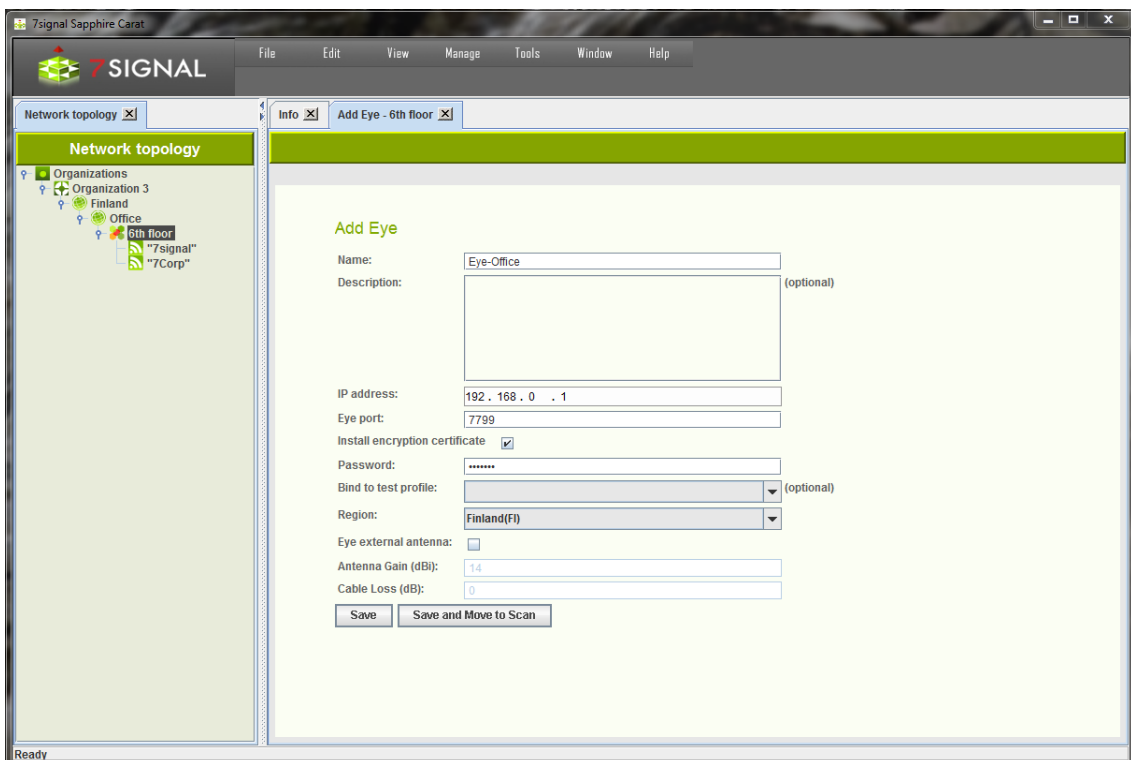 7signal Sapphire Carat
7SIGNAL
File Edit View Manage Tools Window Help
Network topology
Info
Add Eye - 6th floor
Network topology
Organizations
Organization 3
Finland
Office
6th floor
"7signal"
"7Corp"
Add Eye
Name: Eye-Office
Description: (optional)
IP address: 192 . 168 . 0 . 1
Eye port: 7799
Install encryption certificate
Password: •••••••
Bind to test profile: (optional)
Region: Finland(FI)
Eye external antenna:
Antenna Gain (dBi): 14
Cable Loss (dB): 0
Save Save and Move to Scan
Ready